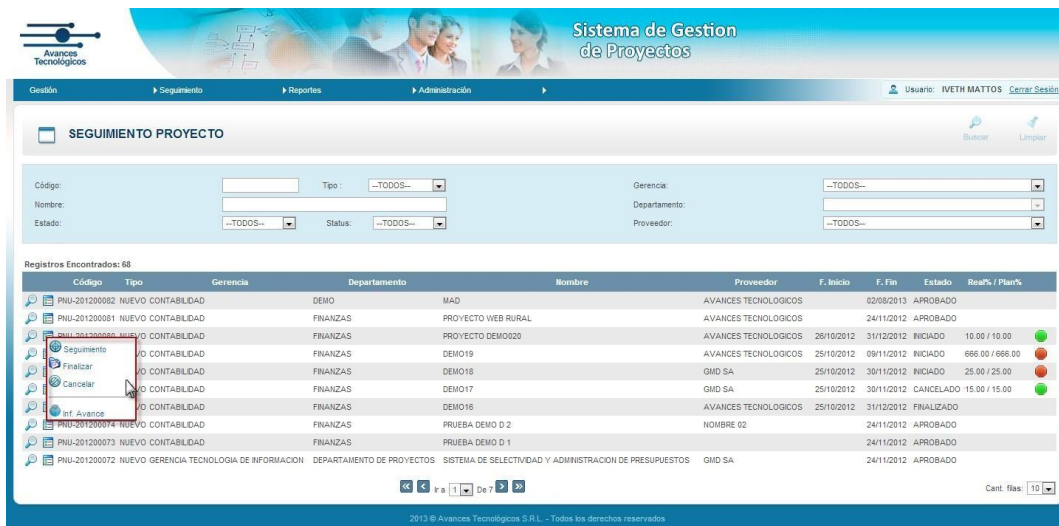 Avances
Tecnológicos
Sistema de Gestion
de Proyectos
Gestión Seguimiento Reportes Administración Usuario: IVETH MATTOS Cerrar Sesión
SEGUIMIENTO PROYECTO Buscar Limpiar
Código: Tipo : --TODOS-- Gerencia: --TODOS--
Nombre: Departamento:
Estado: --TODOS-- Status: --TODOS-- Proveedor: --TODOS--
Registros Encontrados: 68
Código Tipo Gerencia Departamento Nombre Proveedor F. Inicio F. Fin Estado Real% / Plan%
PNU-201200082 NUEVO CONTABILIDAD DEMO MAD AVANCES TECNOLOGICOS 02/08/2013 APROBADO
PNU-201200081 NUEVO CONTABILIDAD FINANZAS PROYECTO WEB RURAL AVANCES TECNOLOGICOS 24/11/2012 APROBADO
PNU-201200080 NUEVO CONTABILIDAD FINANZAS PROYECTO DEMO020 AVANCES TECNOLOGICOS 26/10/2012 31/12/2012 INICIADO 10.00 / 10.00
Seguimiento VO CONTABILIDAD FINANZAS DEMO19 AVANCES TECNOLOGICOS 25/10/2012 09/11/2012 INICIADO 666.00 / 666.00
Finalizar VO CONTABILIDAD FINANZAS DEMO18 GMD SA 25/10/2012 30/11/2012 INICIADO 25.00 / 25.00
Cancelar VO CONTABILIDAD FINANZAS DEMO17 GMD SA 25/10/2012 30/11/2012 CANCELADO 15.00 / 15.00
VO CONTABILIDAD FINANZAS DEMO16 AVANCES TECNOLOGICOS 25/10/2012 31/12/2012 FINALIZADO
Inf. Avance
PNU-201200074 NUEVO CONTABILIDAD FINANZAS PRUEBA DEMO D 2 NOMBRE 02 24/11/2012 APROBADO
PNU-201200073 NUEVO CONTABILIDAD FINANZAS PRUEBA DEMO D 1 24/11/2012 APROBADO
PNU-201200072 NUEVO GERENCIA TECNOLOGIA DE INFORMACION DEPARTAMENTO DE PROYECTOS SISTEMA DE SELECTIVIDAD Y ADMINISTRACION DE PRESUPUESTOS GMD SA 24/11/2012 APROBADO
Ir a 1 De 7 Cant. filas: 10
2013 © Avances Tecnológicos S.R.L. - Todos los derechos reservados